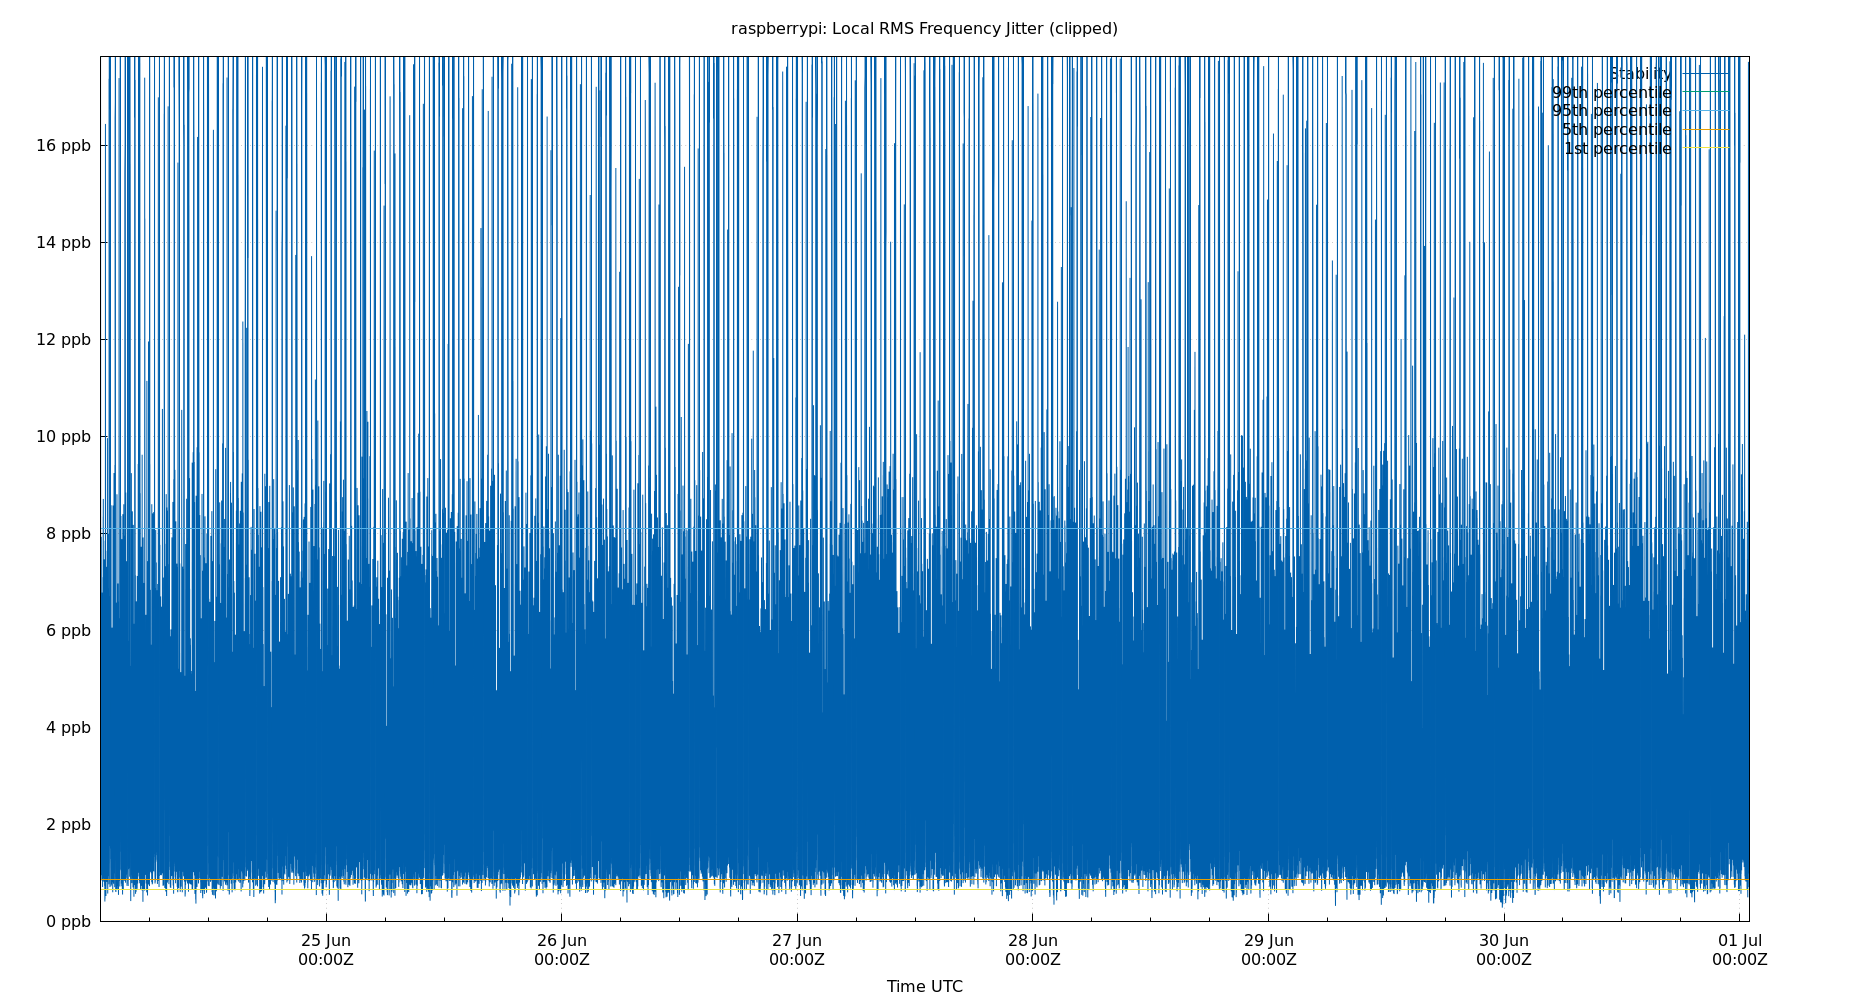 raspberrypi: Local RMS Frequency Jitter (clipped)
Stability
99th percentile
95th percentile
5th percentile
1st percentile
16 ppb
14 ppb
12 ppb
10 ppb
8 ppb
6 ppb
4 ppb
2 ppb
0 ppb
25 Jun 26 Jun 27 Jun 28 Jun 29 Jun 30 Jun 01 Jul
00:00Z 00:00Z 00:00Z 00:00Z 00:00Z 00:00Z 00:00Z
Time UTC